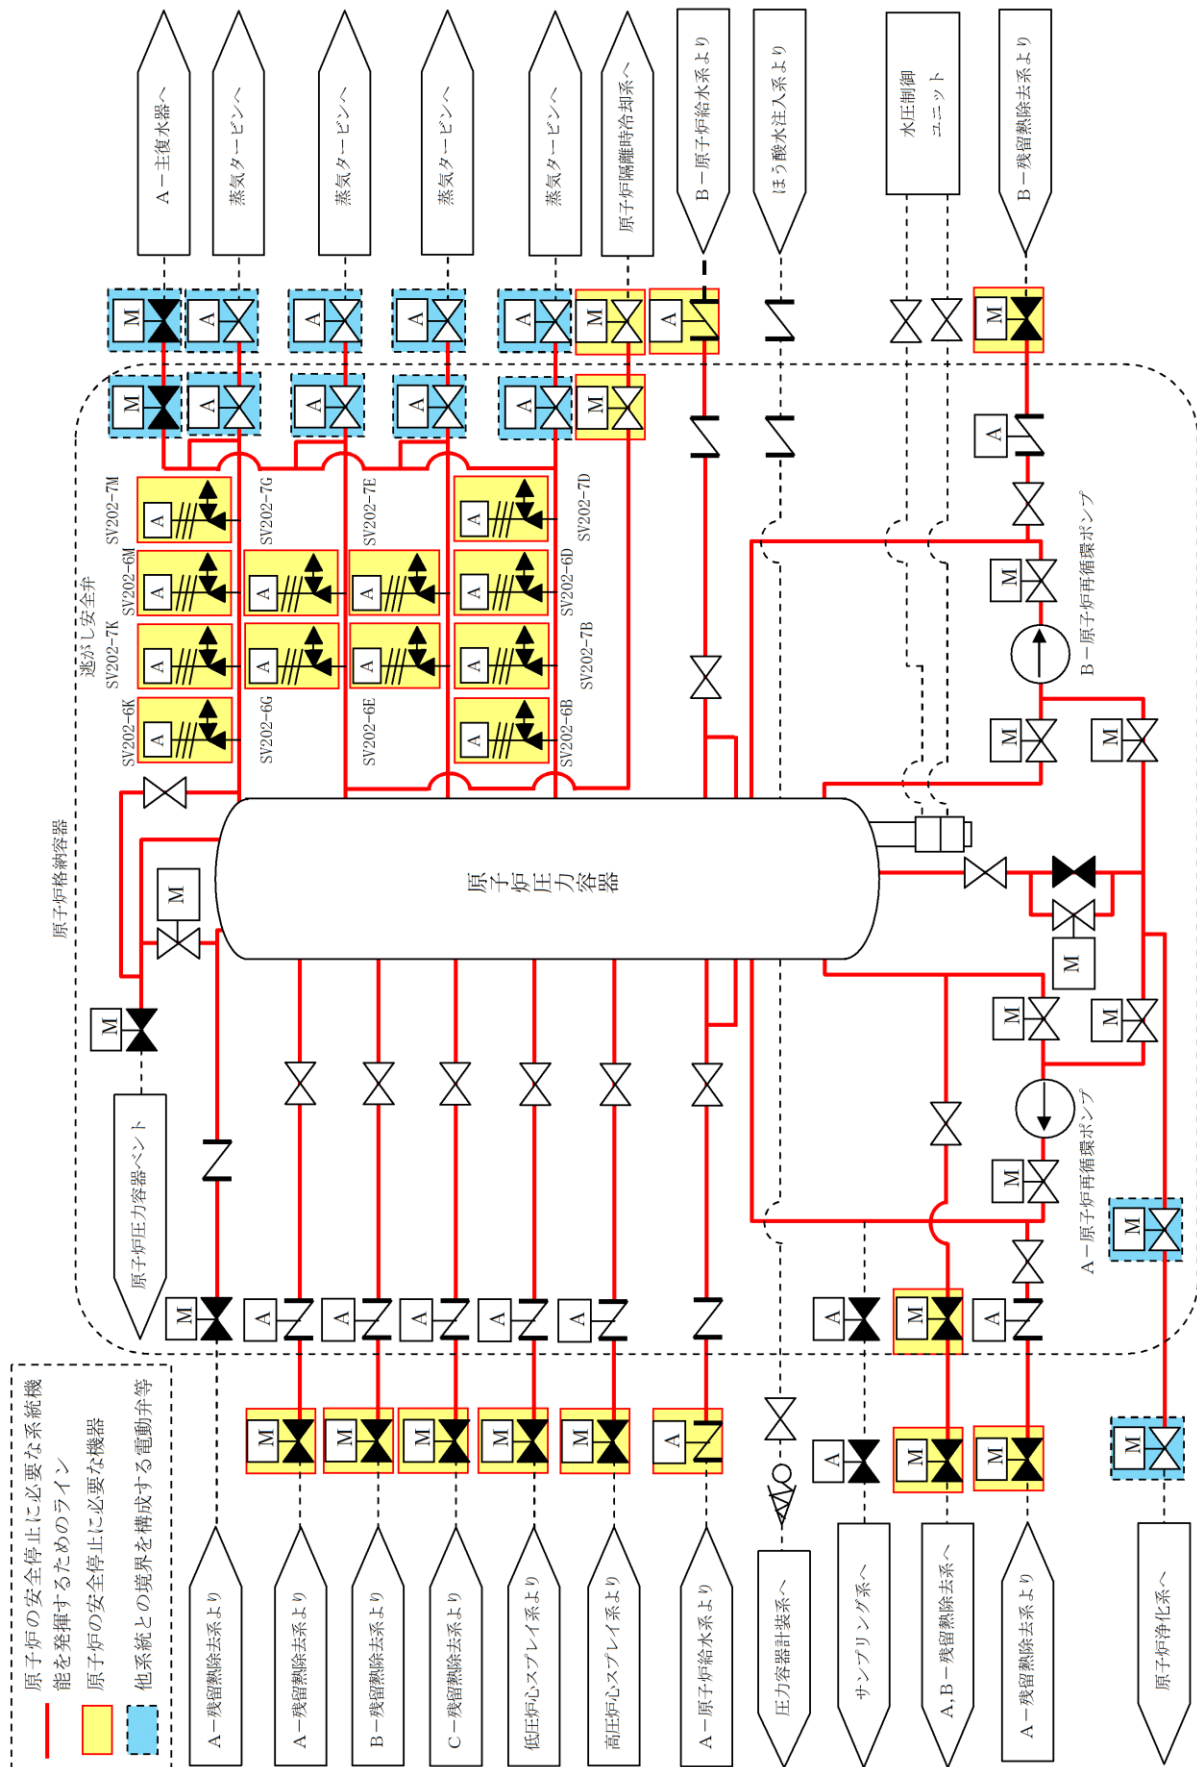 原子炉の安全停止に必要な系統機
能を発揮するためのライン
原子炉の安全停止に必要な機器
他系統との境界を構成する電動弁等
A－主復水器へ
蒸気タービンへ
蒸気タービンへ
蒸気タービンへ
蒸気タービンへ
原子炉隔離時冷却系へ
B－原子炉給水系より
ほう酸水注入系より
水圧制御
ユニット
B－残留熱除去系より
M
A
A
A
A
M
A
M
M
A
A
A
A
M
A
原子炉格納容器
逃がし安全弁
SV202-7M
SV202-7G
SV202-7E
SV202-7D
A
A
SV202-6M
SV202-6D
A
A
A
A
SV202-7K
SV202-7B
A
A
A
A
SV202-6K
SV202-6G
SV202-6E
SV202-6B
A
A
M
B－原子炉再循環ポンプ
M
M
原子炉圧力容器
M
M
M
M
M
A－原子炉再循環ポンプ
M
原子炉圧力容器ベント
M
M
A
A
A
A
A
A
M
A
M
M
M
M
M
A
A
M
M
M
A－残留熱除去系より
A－残留熱除去系より
B－残留熱除去系より
C－残留熱除去系より
低圧炉心スプレイ系より
高圧炉心スプレイ系より
A－原子炉給水系より
圧力容器計装系へ
サンプリング系へ
A,B－残留熱除去系へ
A－残留熱除去系より
原子炉浄化系へ